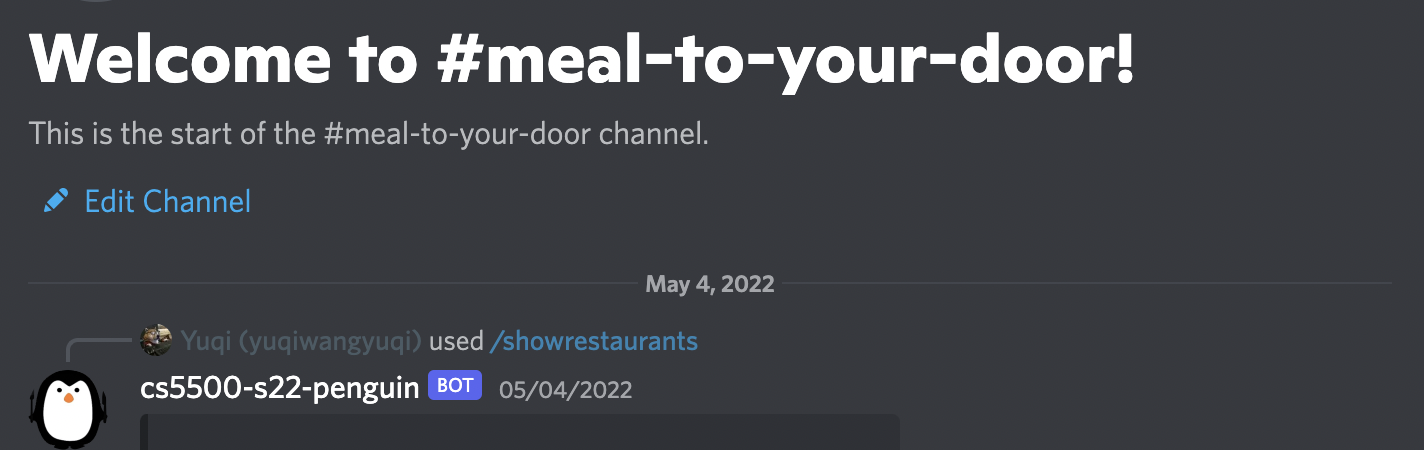 Welcome to #meal-to-your-door!
This is the start of the #meal-to-your-door channel.
Edit Channel
May 4, 2022
Yuqi (yuqiwangyuqi) used /showrestaurants
cs5500-s22-penguin BOT 05/04/2022